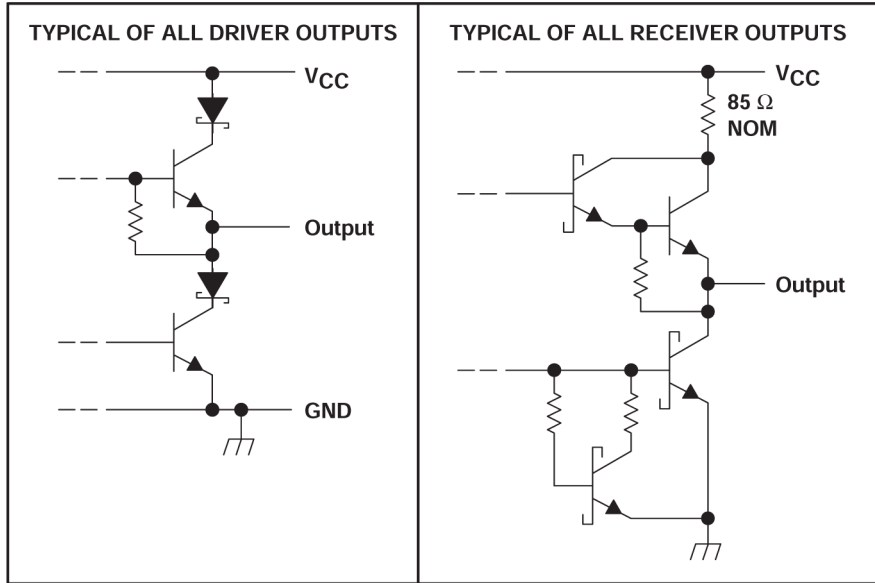 TYPICAL OF ALL DRIVER OUTPUTS
VCC
Output
GND
TYPICAL OF ALL RECEIVER OUTPUTS
VCC
85 Ω
NOM
Output